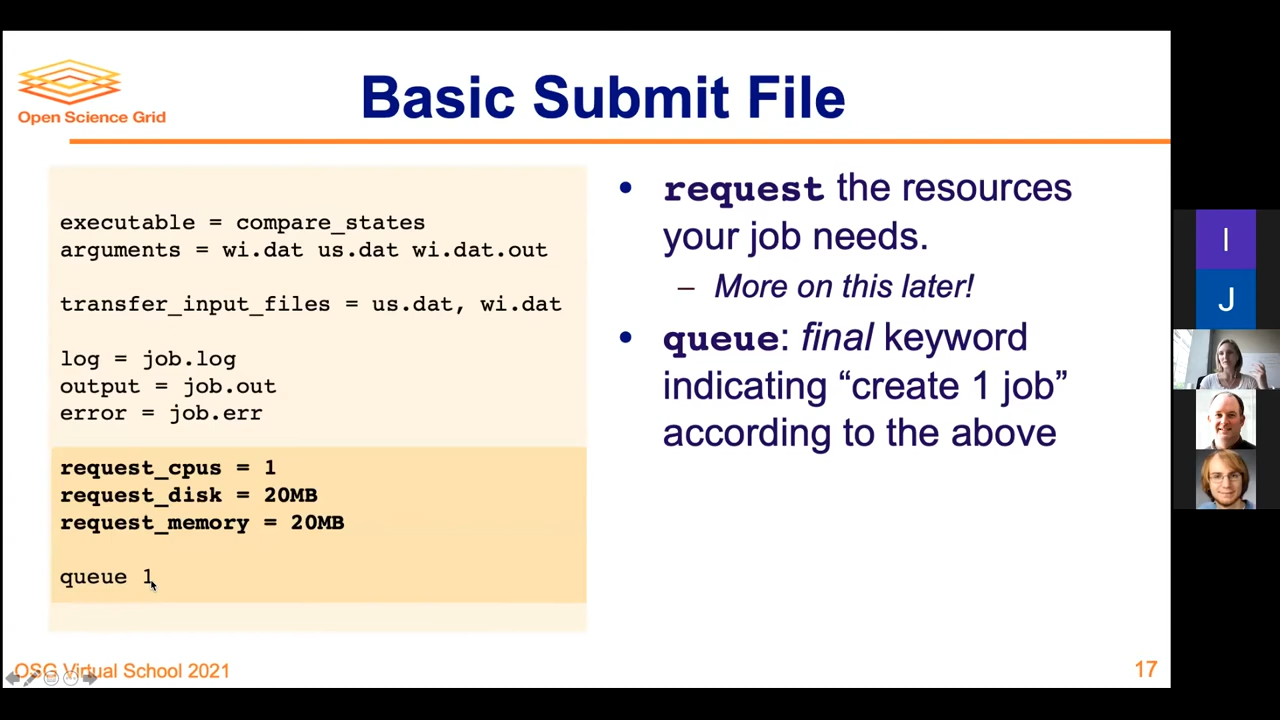 Open Science Grid
Basic Submit File
executable = compare_states
arguments = wi.dat us.dat wi.dat.out
transfer_input_files = us.dat, wi.dat
log = job.log
output = job.out
error = job.err
request_cpus = 1
request_disk = 20MB
request_memory = 20MB
queue 1
• request the resources
your job needs.
– More on this later!
• queue: final keyword
indicating “create 1 job”
according to the above
OSG Virtual School 2021
17
I
J